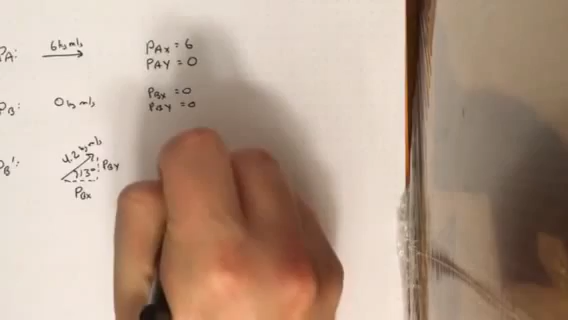 PA: 6 kg m/s PAX = 6
PAY = 0
PB: 0 kg m/s PBX = 0
PBY = 0
PB': 4.2 kg m/s
13° PBY
PBX